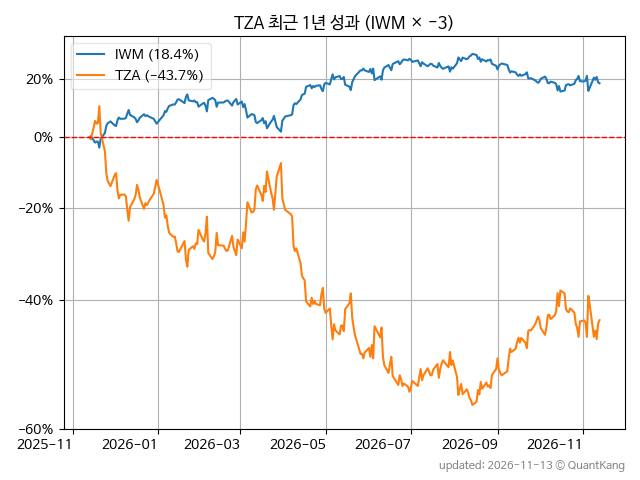 TZA 최근 1년 성과 (IWM × −3)
IWM (18.4%)
TZA (−43.7%)
20%
0%
−20%
−40%
−60%
2025-11 2026-01 2026-03 2026-05 2026-07 2026-09 2026-11
updated: 2026-11-13 © QuantKang